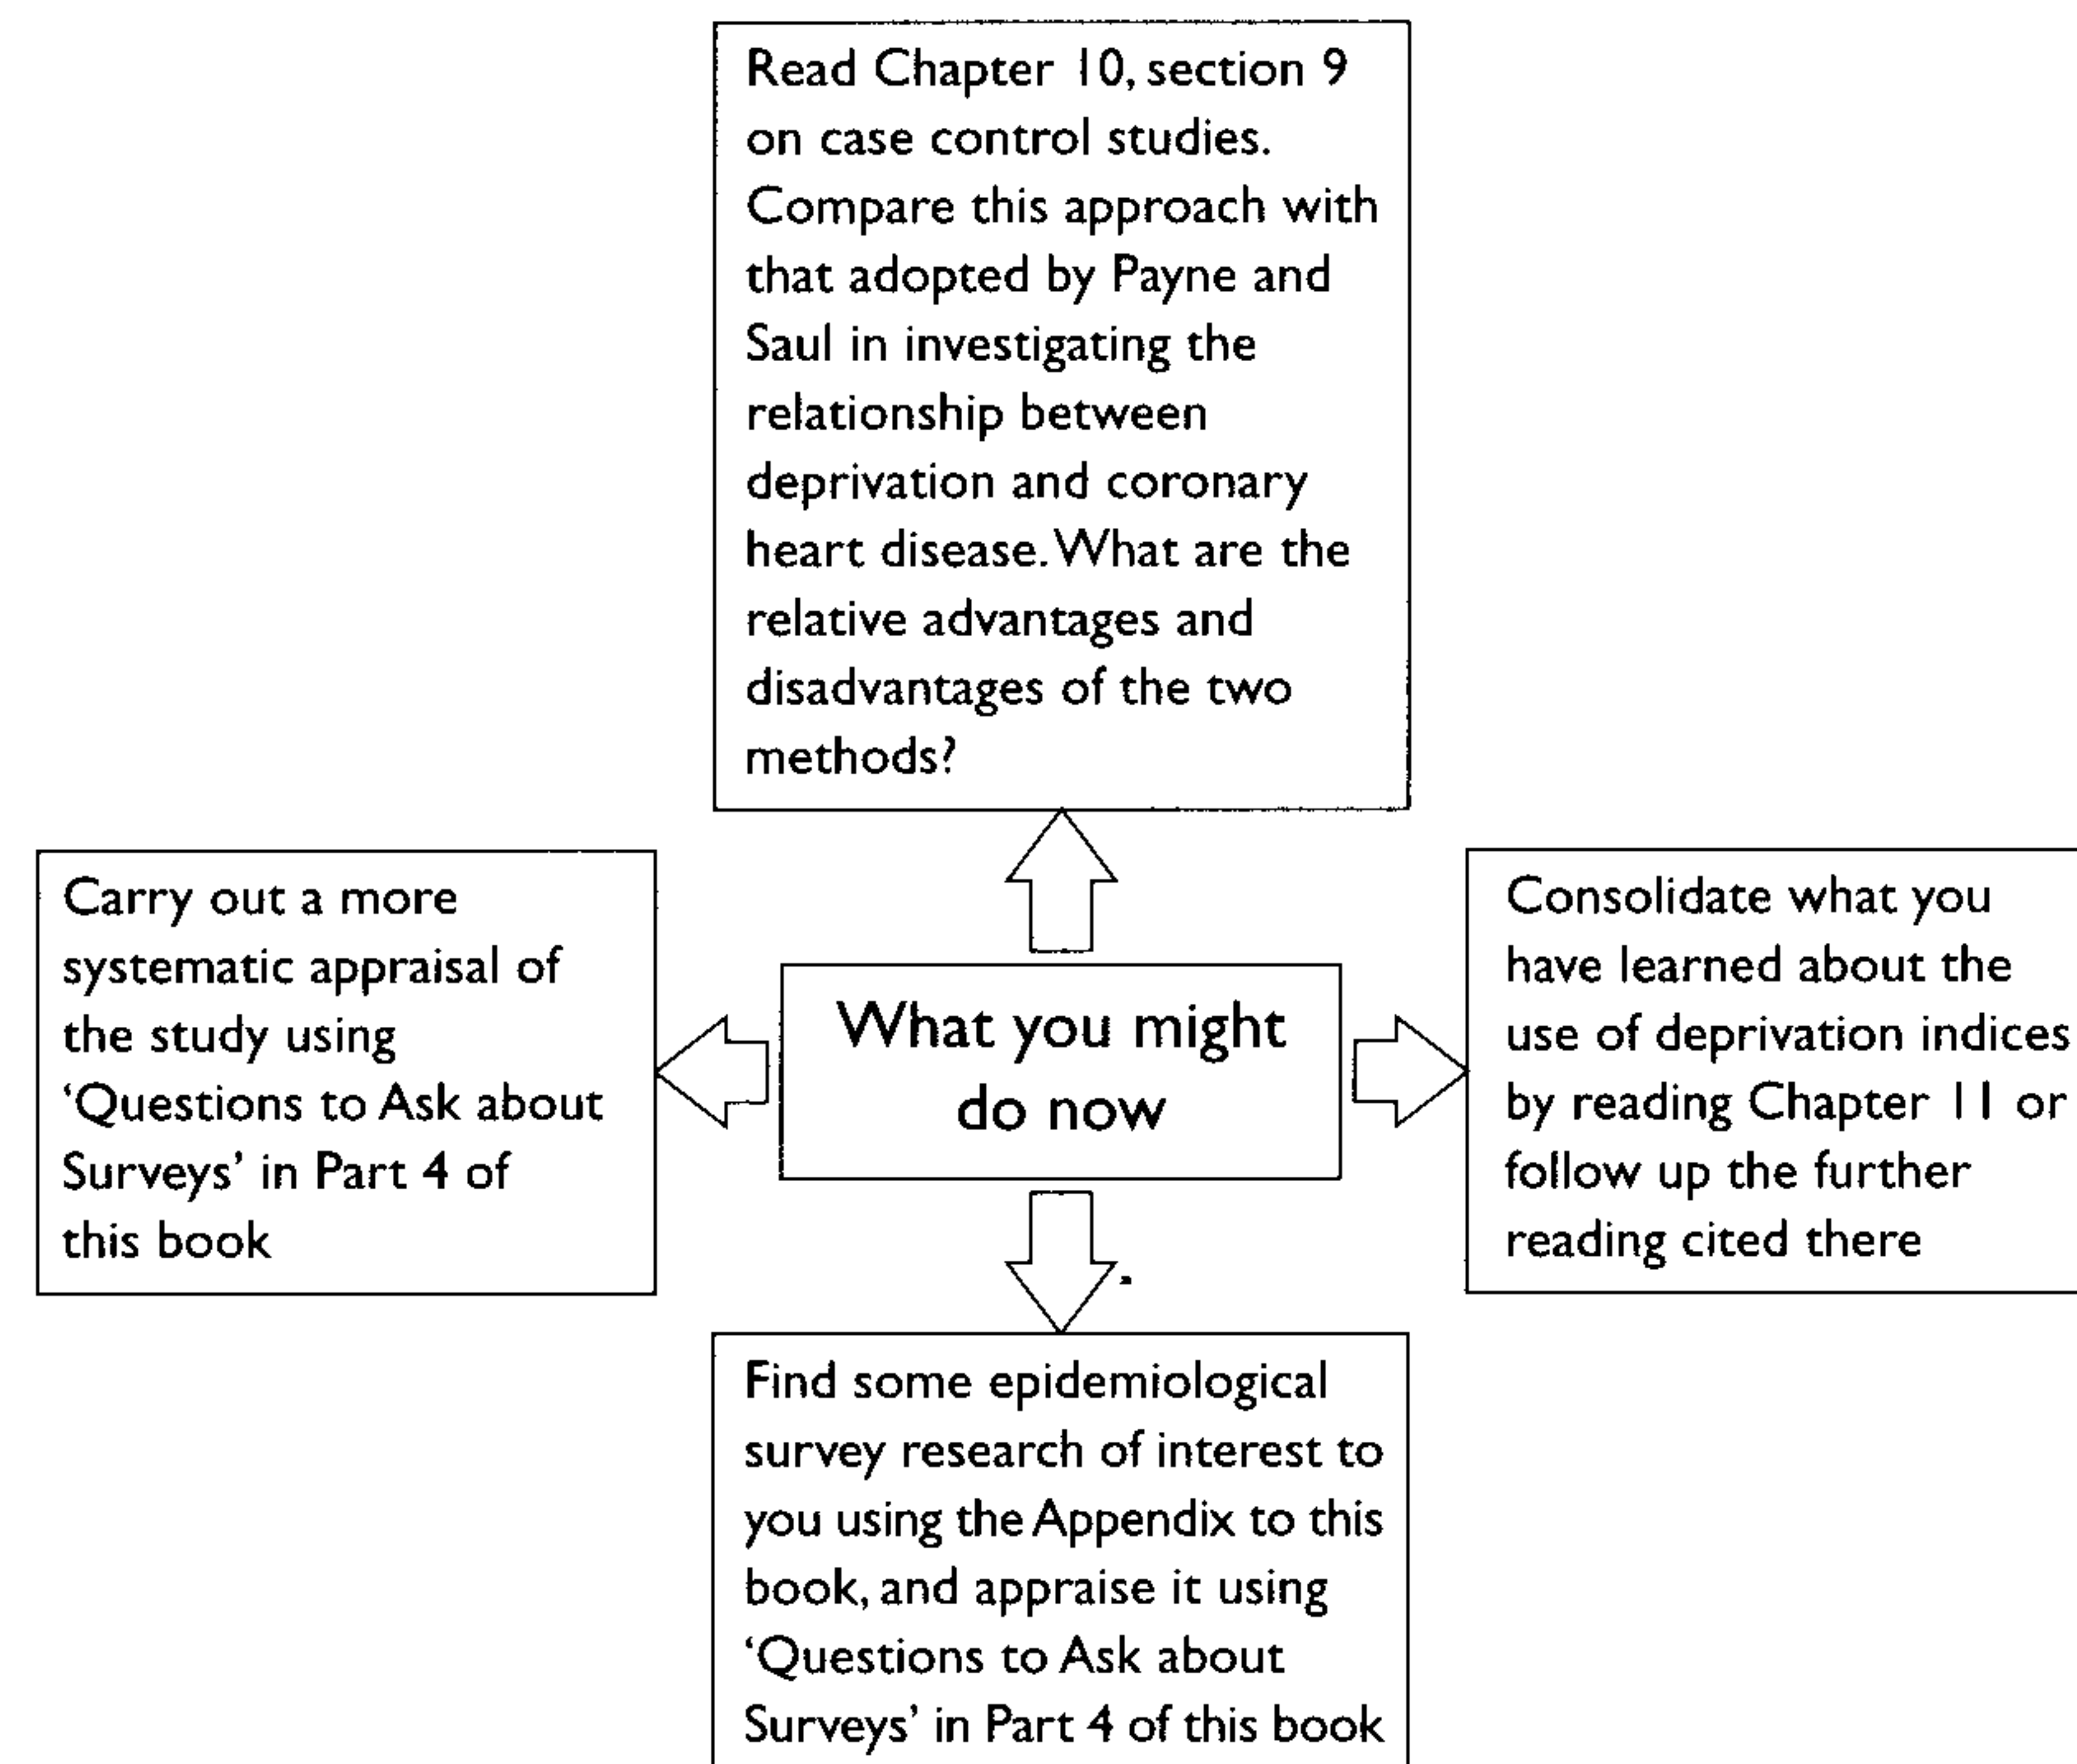 Read Chapter 10, section 9
on case control studies.
Compare this approach with
that adopted by Payne and
Saul in investigating the
relationship between
deprivation and coronary
heart disease. What are the
relative advantages and
disadvantages of the two
methods?
Carry out a more
systematic appraisal of
the study using
‘Questions to Ask about
Surveys’ in Part 4 of
this book
What you might
do now
Consolidate what you
have learned about the
use of deprivation indices
by reading Chapter 11 or
follow up the further
reading cited there
Find some epidemiological
survey research of interest to
you using the Appendix to this
book, and appraise it using
‘Questions to Ask about
Surveys’ in Part 4 of this book